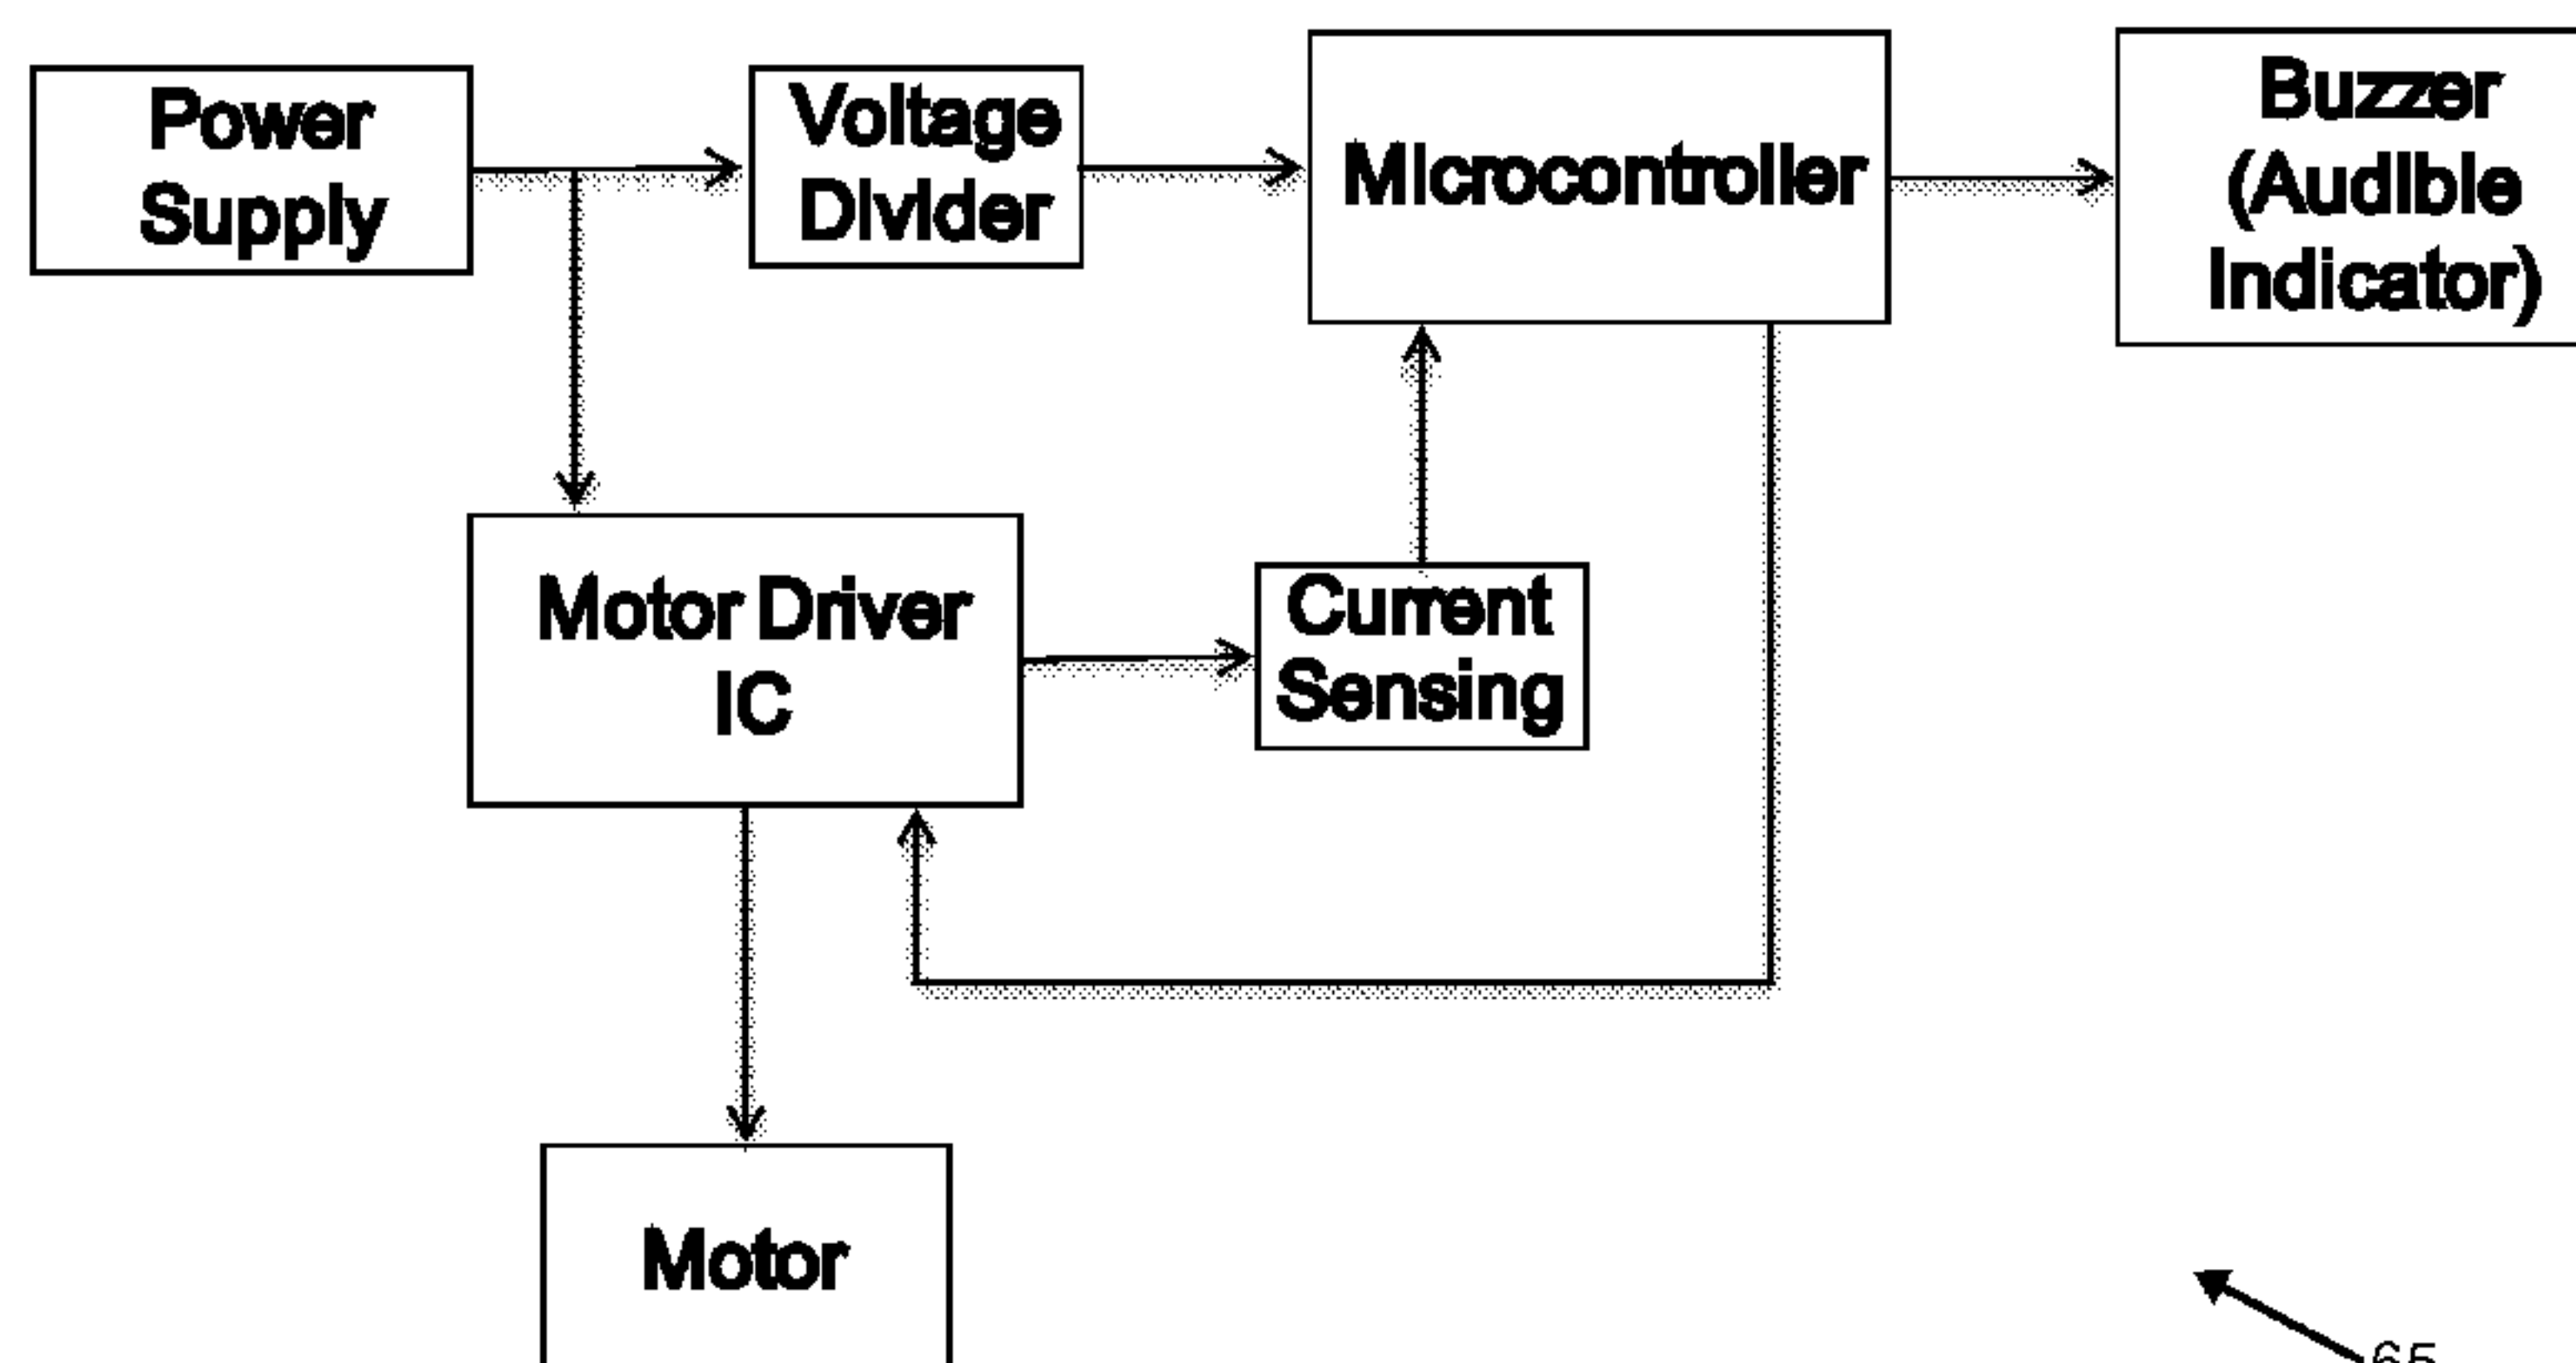 Power
Supply
Voltage
Divider
Microcontroller
Buzzer
(Audible
Indicator)
Motor Driver
IC
Current
Sensing
Motor
65